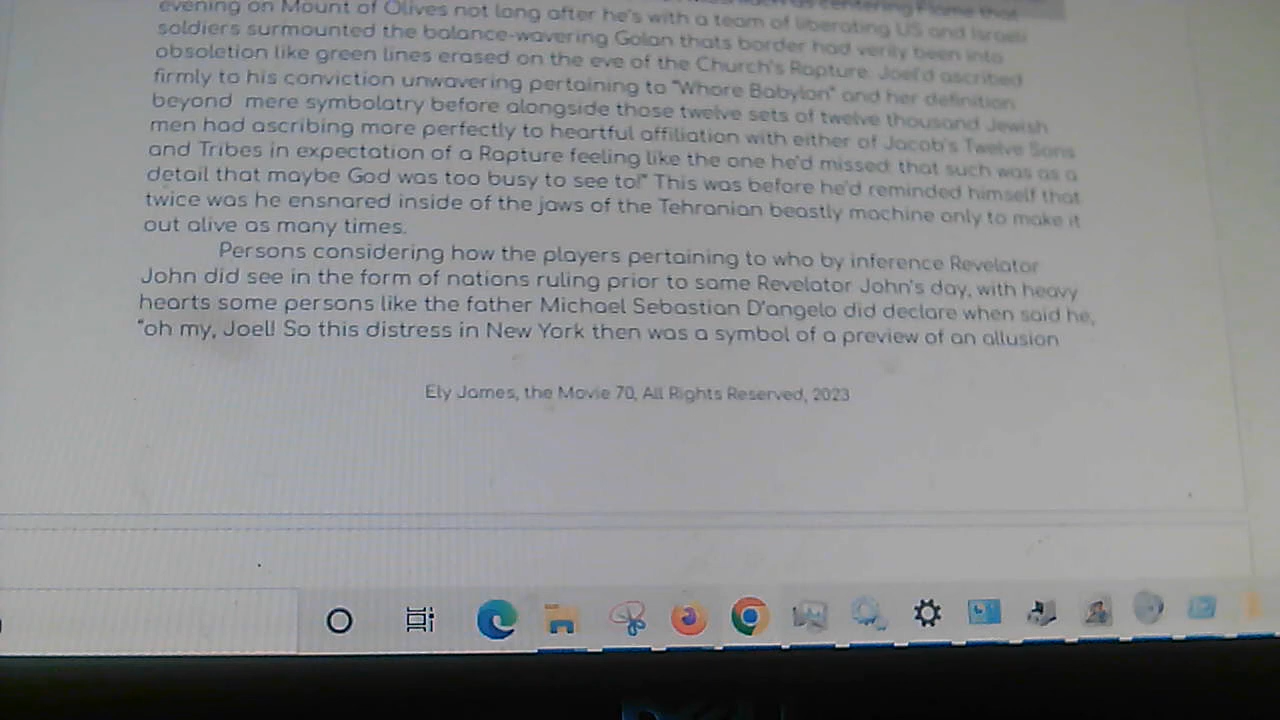 centering Flame that
evening on Mount of Olives not long after he's with a team of liberating US and Israeli
soldiers surmounted the balance-wavering Golan thats border had verily been into
obsoletion like green lines erased on the eve of the Church's Rapture. Joel'd ascribed
firmly to his conviction unwavering pertaining to "Whore Babylon" and her definition
beyond mere symbolatry before alongside those twelve sets of twelve thousand Jewish
men had ascribing more perfectly to heartful affiliation with either of Jacob's Twelve Sons
and Tribes in expectation of a Rapture feeling like the one he'd missed: that such was as a
detail that maybe God was too busy to see to!" This was before he'd reminded himself that
twice was he ensnared inside of the jaws of the Tehranian beastly machine only to make it
out alive as many times.
Persons considering how the players pertaining to who by inference Revelator
John did see in the form of nations ruling prior to same Revelator John's day, with heavy
hearts some persons like the father Michael Sebastian D'angelo did declare when said he,
"oh my, Joel! So this distress in New York then was a symbol of a preview of an allusion
Ely James, the Movie 70, All Rights Reserved, 2023